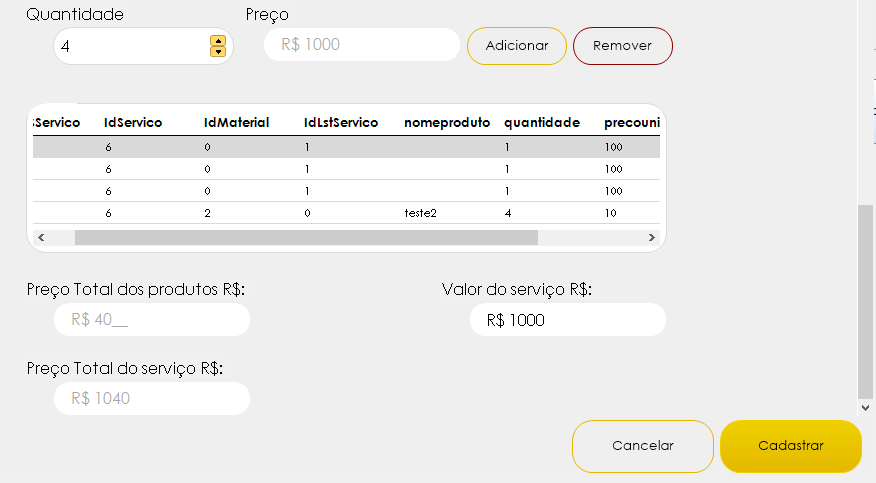 Quantidade Preço
4 R$ 1000 Adicionar Remover
Servico IdServico IdMaterial IdLstServico nomeproduto quantidade precouni
6 0 1 1 100
6 0 1 1 100
6 0 1 1 100
6 2 0 teste2 4 10
Preço Total dos produtos R$: Valor do serviço R$:
R$ 40__ R$ 1000
Preço Total do serviço R$:
R$ 1040
Cancelar Cadastrar